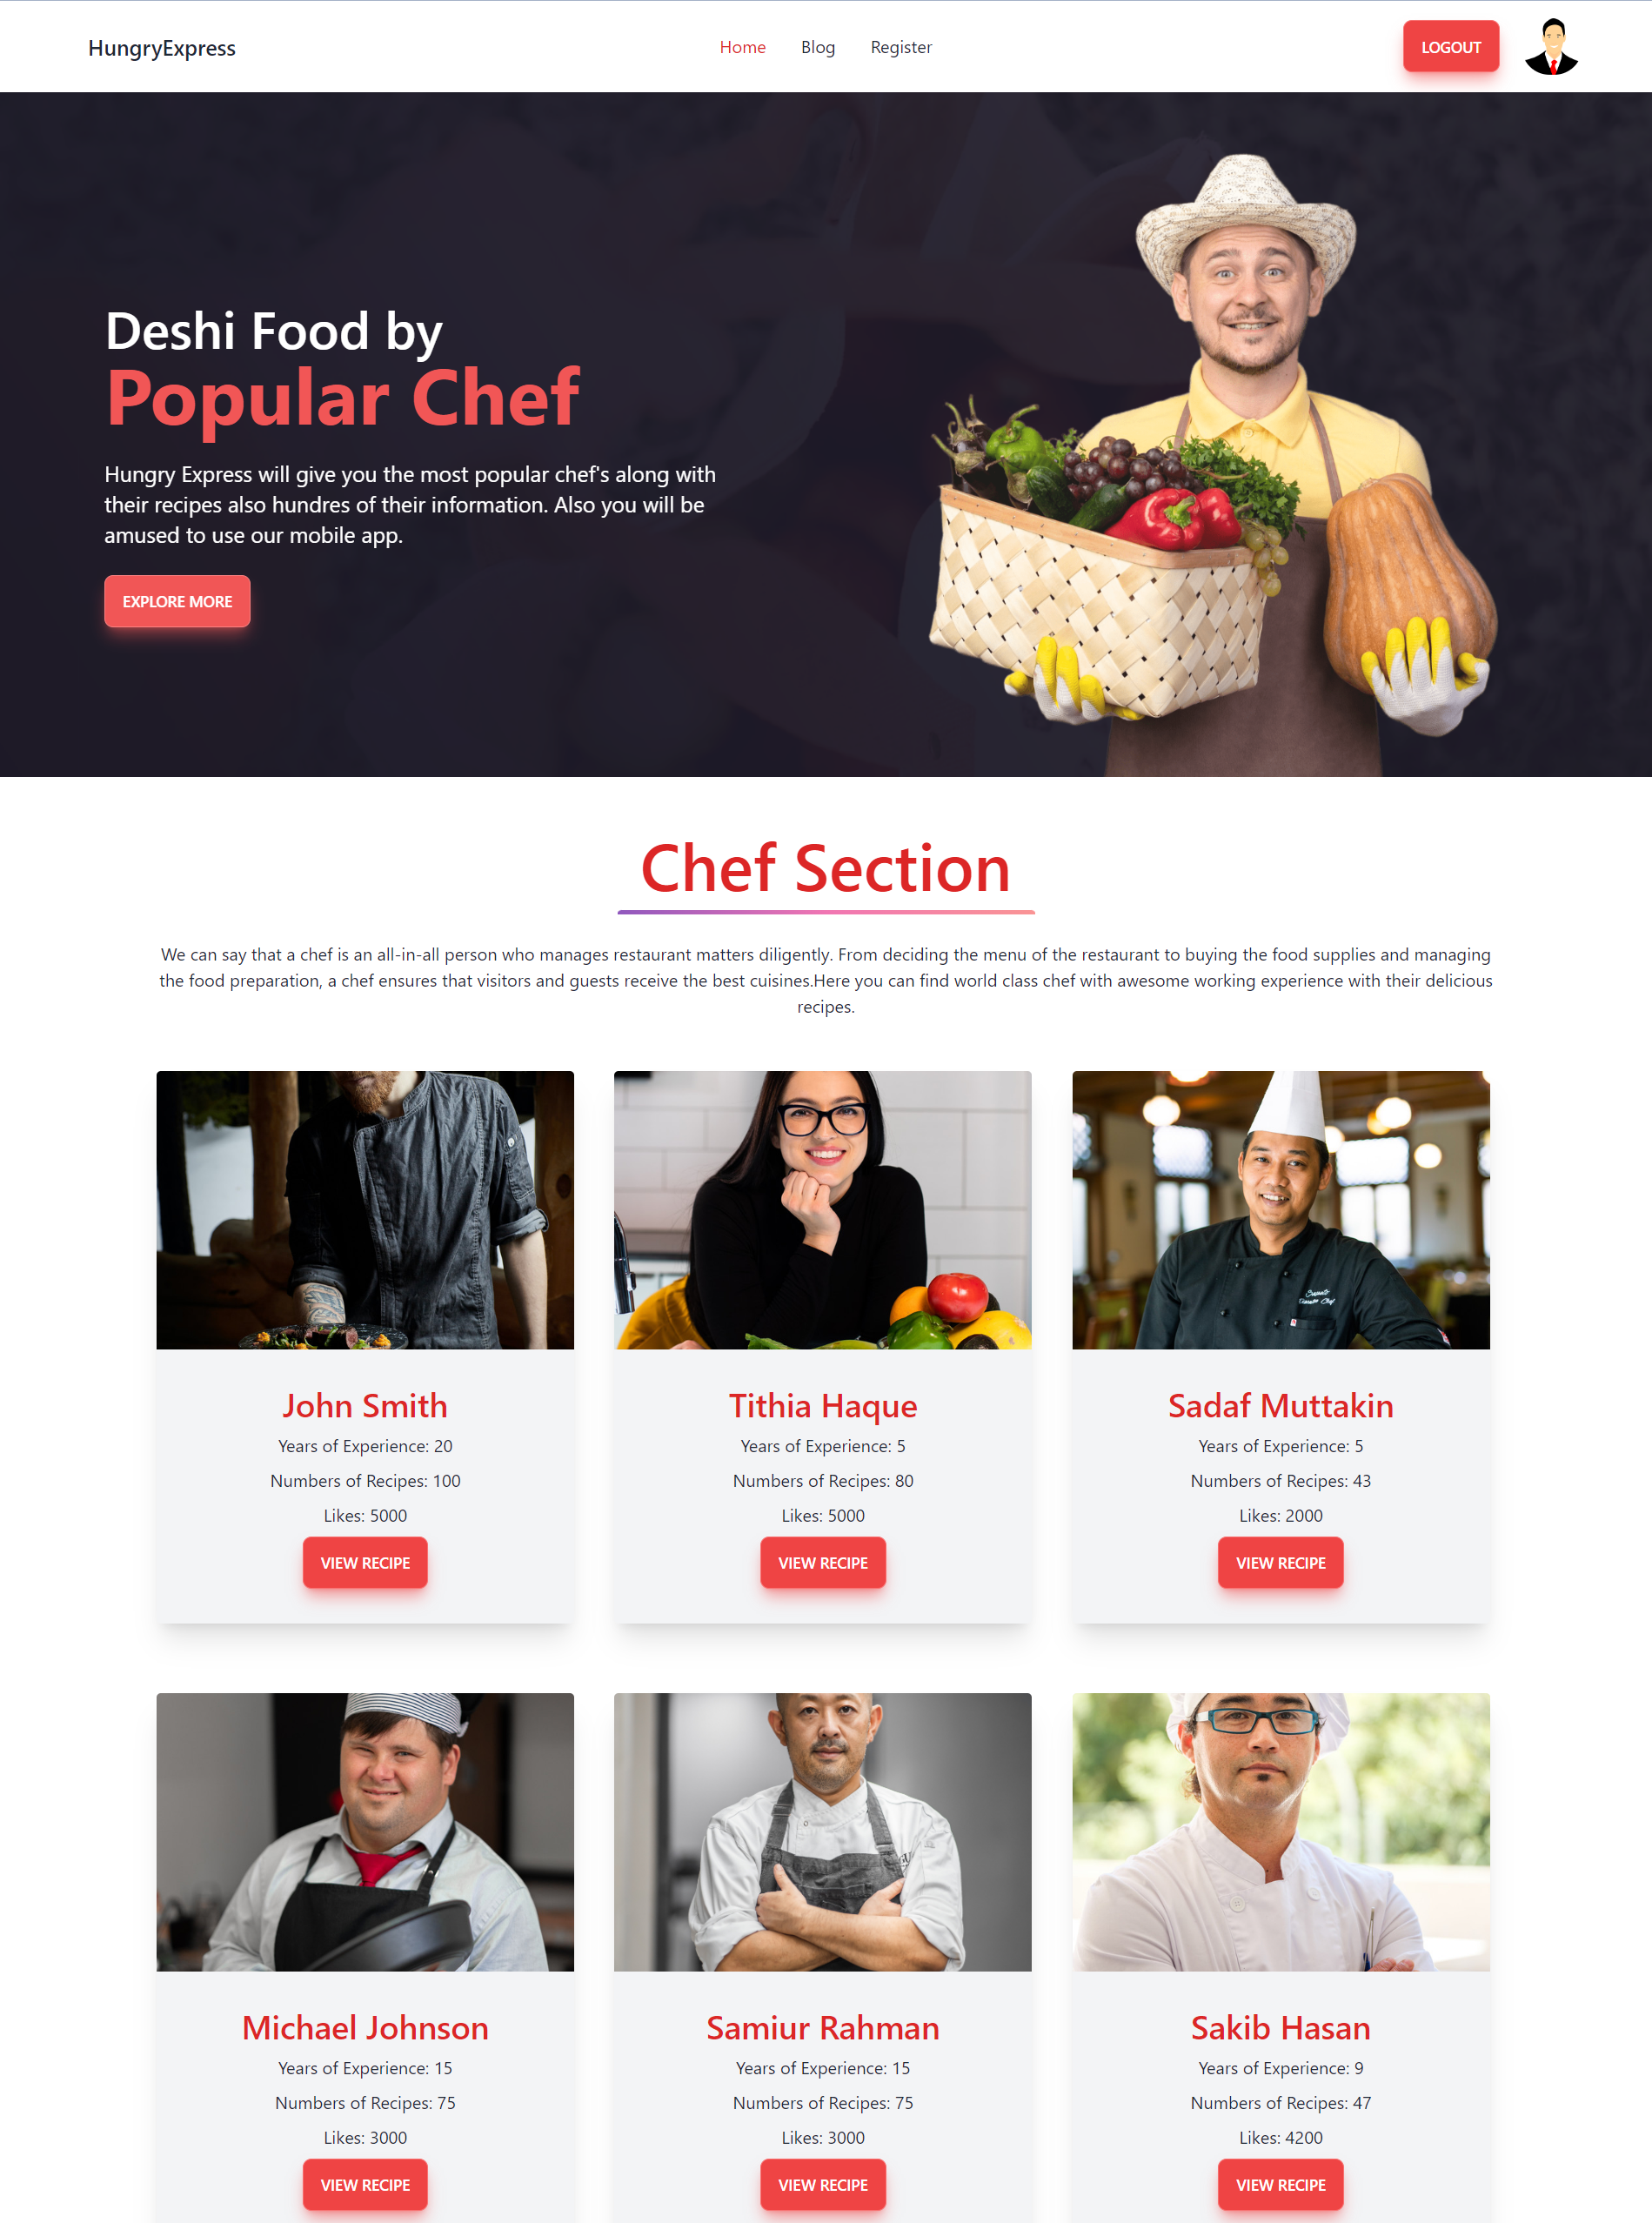 HungryExpress
Home Blog Register
LOGOUT
Deshi Food by
Popular Chef
Hungry Express will give you the most popular chef's along with
their recipes also hundres of their information. Also you will be
amused to use our mobile app.
EXPLORE MORE
Chef Section
We can say that a chef is an all-in-all person who manages restaurant matters diligently. From deciding the menu of the restaurant to buying the food supplies and managing
the food preparation, a chef ensures that visitors and guests receive the best cuisines.Here you can find world class chef with awesome working experience with their delicious
recipes.
John Smith
Years of Experience: 20
Numbers of Recipes: 100
Likes: 5000
VIEW RECIPE
Tithia Haque
Years of Experience: 5
Numbers of Recipes: 80
Likes: 5000
VIEW RECIPE
Sadaf Muttakin
Years of Experience: 5
Numbers of Recipes: 43
Likes: 2000
VIEW RECIPE
Michael Johnson
Years of Experience: 15
Numbers of Recipes: 75
Likes: 3000
VIEW RECIPE
Samiur Rahman
Years of Experience: 15
Numbers of Recipes: 75
Likes: 3000
VIEW RECIPE
Sakib Hasan
Years of Experience: 9
Numbers of Recipes: 47
Likes: 4200
VIEW RECIPE